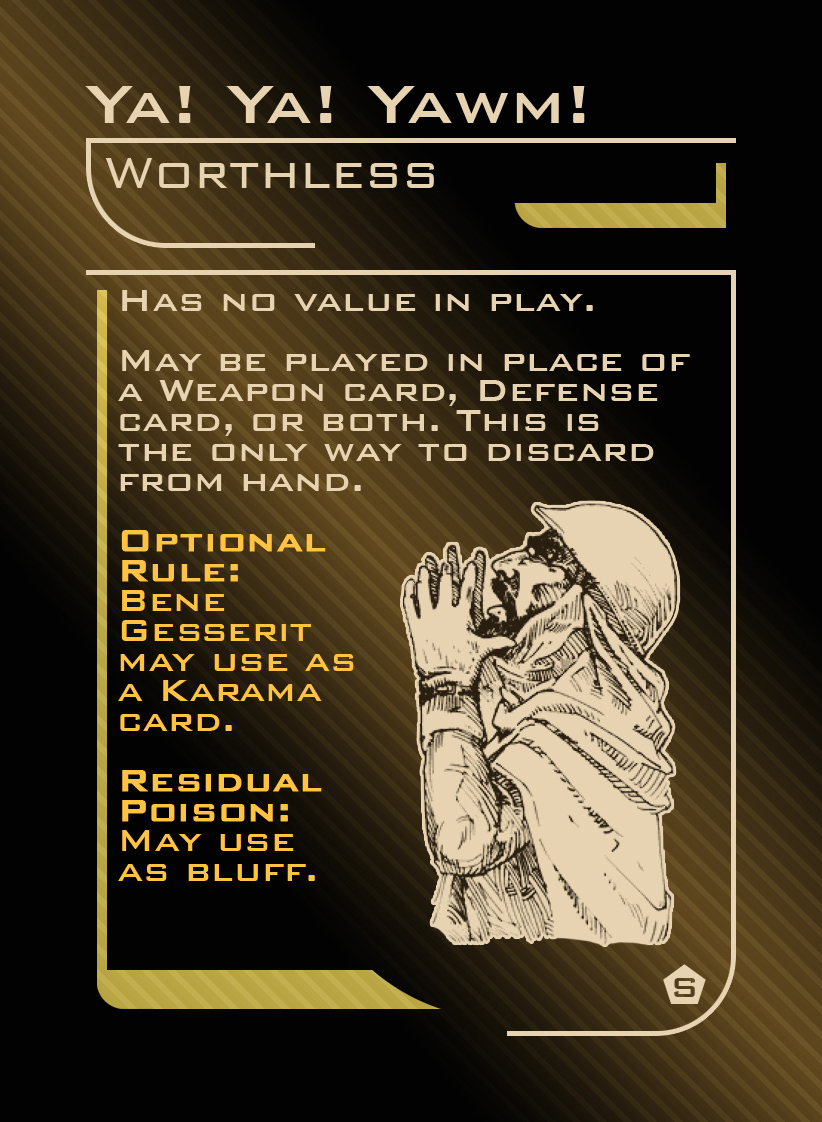 Ya! Ya! Yawm!
Worthless
Has no value in play.
May be played in place of
a Weapon card, Defense
card, or both. This is
the only way to discard
from hand.
Optional
Rule:
Bene
Gesserit
may use as
a Karama
card.
Residual
Poison:
May use
as bluff.
S